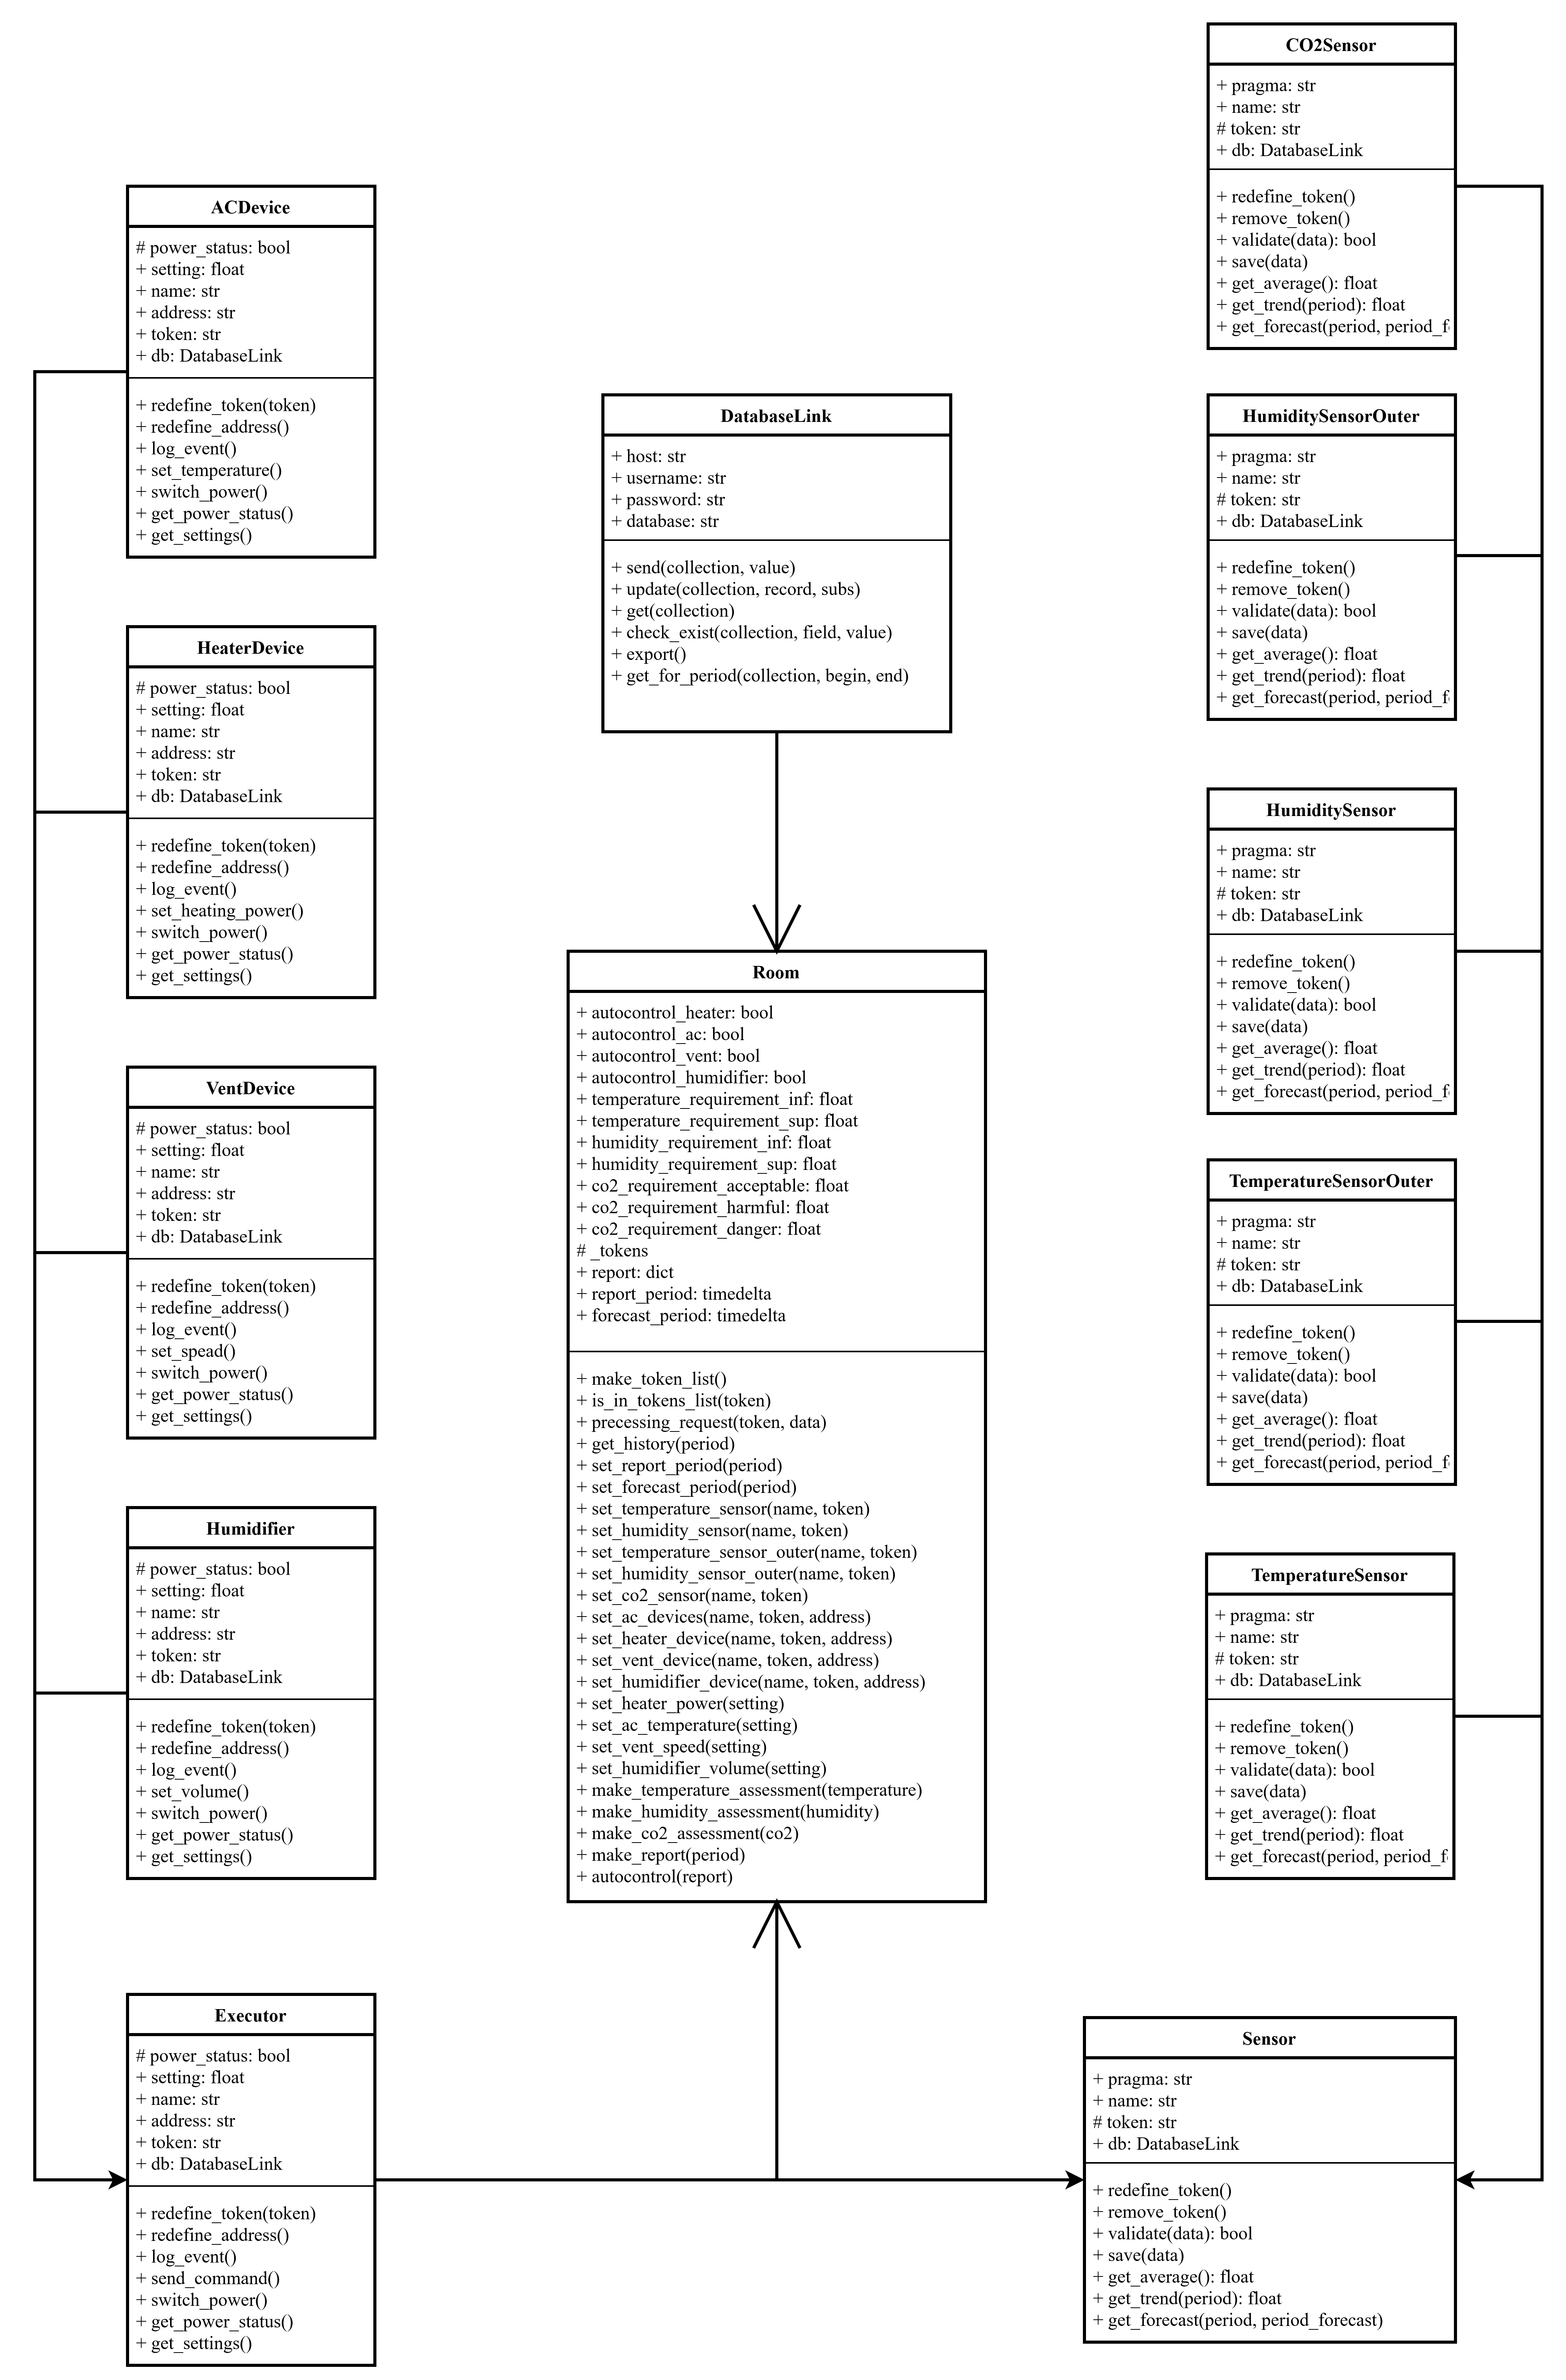 CO2Sensor
+ pragma: str
+ name: str
# token: str
+ db: DatabaseLink
+ redefine_token()
+ remove_token()
+ validate(data): bool
+ save(data)
+ get_average(): float
+ get_trend(period): float
+ get_forecast(period, period_f
ACDevice
# power_status: bool
+ setting: float
+ name: str
+ address: str
+ token: str
+ db: DatabaseLink
+ redefine_token(token)
+ redefine_address()
+ log_event()
+ set_temperature()
+ switch_power()
+ get_power_status()
+ get_settings()
DatabaseLink
+ host: str
+ username: str
+ password: str
+ database: str
+ send(collection, value)
+ update(collection, record, subs)
+ get(collection)
+ check_exist(collection, field, value)
+ export()
+ get_for_period(collection, begin, end)
HumiditySensorOuter
+ pragma: str
+ name: str
# token: str
+ db: DatabaseLink
+ redefine_token()
+ remove_token()
+ validate(data): bool
+ save(data)
+ get_average(): float
+ get_trend(period): float
+ get_forecast(period, period_f
HeaterDevice
# power_status: bool
+ setting: float
+ name: str
+ address: str
+ token: str
+ db: DatabaseLink
+ redefine_token(token)
+ redefine_address()
+ log_event()
+ set_heating_power()
+ switch_power()
+ get_power_status()
+ get_settings()
HumiditySensor
+ pragma: str
+ name: str
# token: str
+ db: DatabaseLink
+ redefine_token()
+ remove_token()
+ validate(data): bool
+ save(data)
+ get_average(): float
+ get_trend(period): float
+ get_forecast(period, period_f
Room
+ autocontrol_heater: bool
+ autocontrol_ac: bool
+ autocontrol_vent: bool
+ autocontrol_humidifier: bool
+ temperature_requirement_inf: float
+ temperature_requirement_sup: float
+ humidity_requirement_inf: float
+ humidity_requirement_sup: float
+ co2_requirement_acceptable: float
+ co2_requirement_harmful: float
+ co2_requirement_danger: float
# _tokens
+ report: dict
+ report_period: timedelta
+ forecast_period: timedelta
+ make_token_list()
+ is_in_tokens_list(token)
+ precessing_request(token, data)
+ get_history(period)
+ set_report_period(period)
+ set_forecast_period(period)
+ set_temperature_sensor(name, token)
+ set_humidity_sensor(name, token)
+ set_temperature_sensor_outer(name, token)
+ set_humidity_sensor_outer(name, token)
+ set_co2_sensor(name, token)
+ set_ac_devices(name, token, address)
+ set_heater_device(name, token, address)
+ set_vent_device(name, token, address)
+ set_humidifier_device(name, token, address)
+ set_heater_power(setting)
+ set_ac_temperature(setting)
+ set_vent_speed(setting)
+ set_humidifier_volume(setting)
+ make_temperature_assessment(temperature)
+ make_humidity_assessment(humidity)
+ make_co2_assessment(co2)
+ make_report(period)
+ autocontrol(report)
VentDevice
# power_status: bool
+ setting: float
+ name: str
+ address: str
+ token: str
+ db: DatabaseLink
+ redefine_token(token)
+ redefine_address()
+ log_event()
+ set_spead()
+ switch_power()
+ get_power_status()
+ get_settings()
TemperatureSensorOuter
+ pragma: str
+ name: str
# token: str
+ db: DatabaseLink
+ redefine_token()
+ remove_token()
+ validate(data): bool
+ save(data)
+ get_average(): float
+ get_trend(period): float
+ get_forecast(period, period_f
Humidifier
# power_status: bool
+ setting: float
+ name: str
+ address: str
+ token: str
+ db: DatabaseLink
+ redefine_token(token)
+ redefine_address()
+ log_event()
+ set_volume()
+ switch_power()
+ get_power_status()
+ get_settings()
TemperatureSensor
+ pragma: str
+ name: str
# token: str
+ db: DatabaseLink
+ redefine_token()
+ remove_token()
+ validate(data): bool
+ save(data)
+ get_average(): float
+ get_trend(period): float
+ get_forecast(period, period_f
Executor
# power_status: bool
+ setting: float
+ name: str
+ address: str
+ token: str
+ db: DatabaseLink
+ redefine_token(token)
+ redefine_address()
+ log_event()
+ send_command()
+ switch_power()
+ get_power_status()
+ get_settings()
Sensor
+ pragma: str
+ name: str
# token: str
+ db: DatabaseLink
+ redefine_token()
+ remove_token()
+ validate(data): bool
+ save(data)
+ get_average(): float
+ get_trend(period): float
+ get_forecast(period, period_forecast)